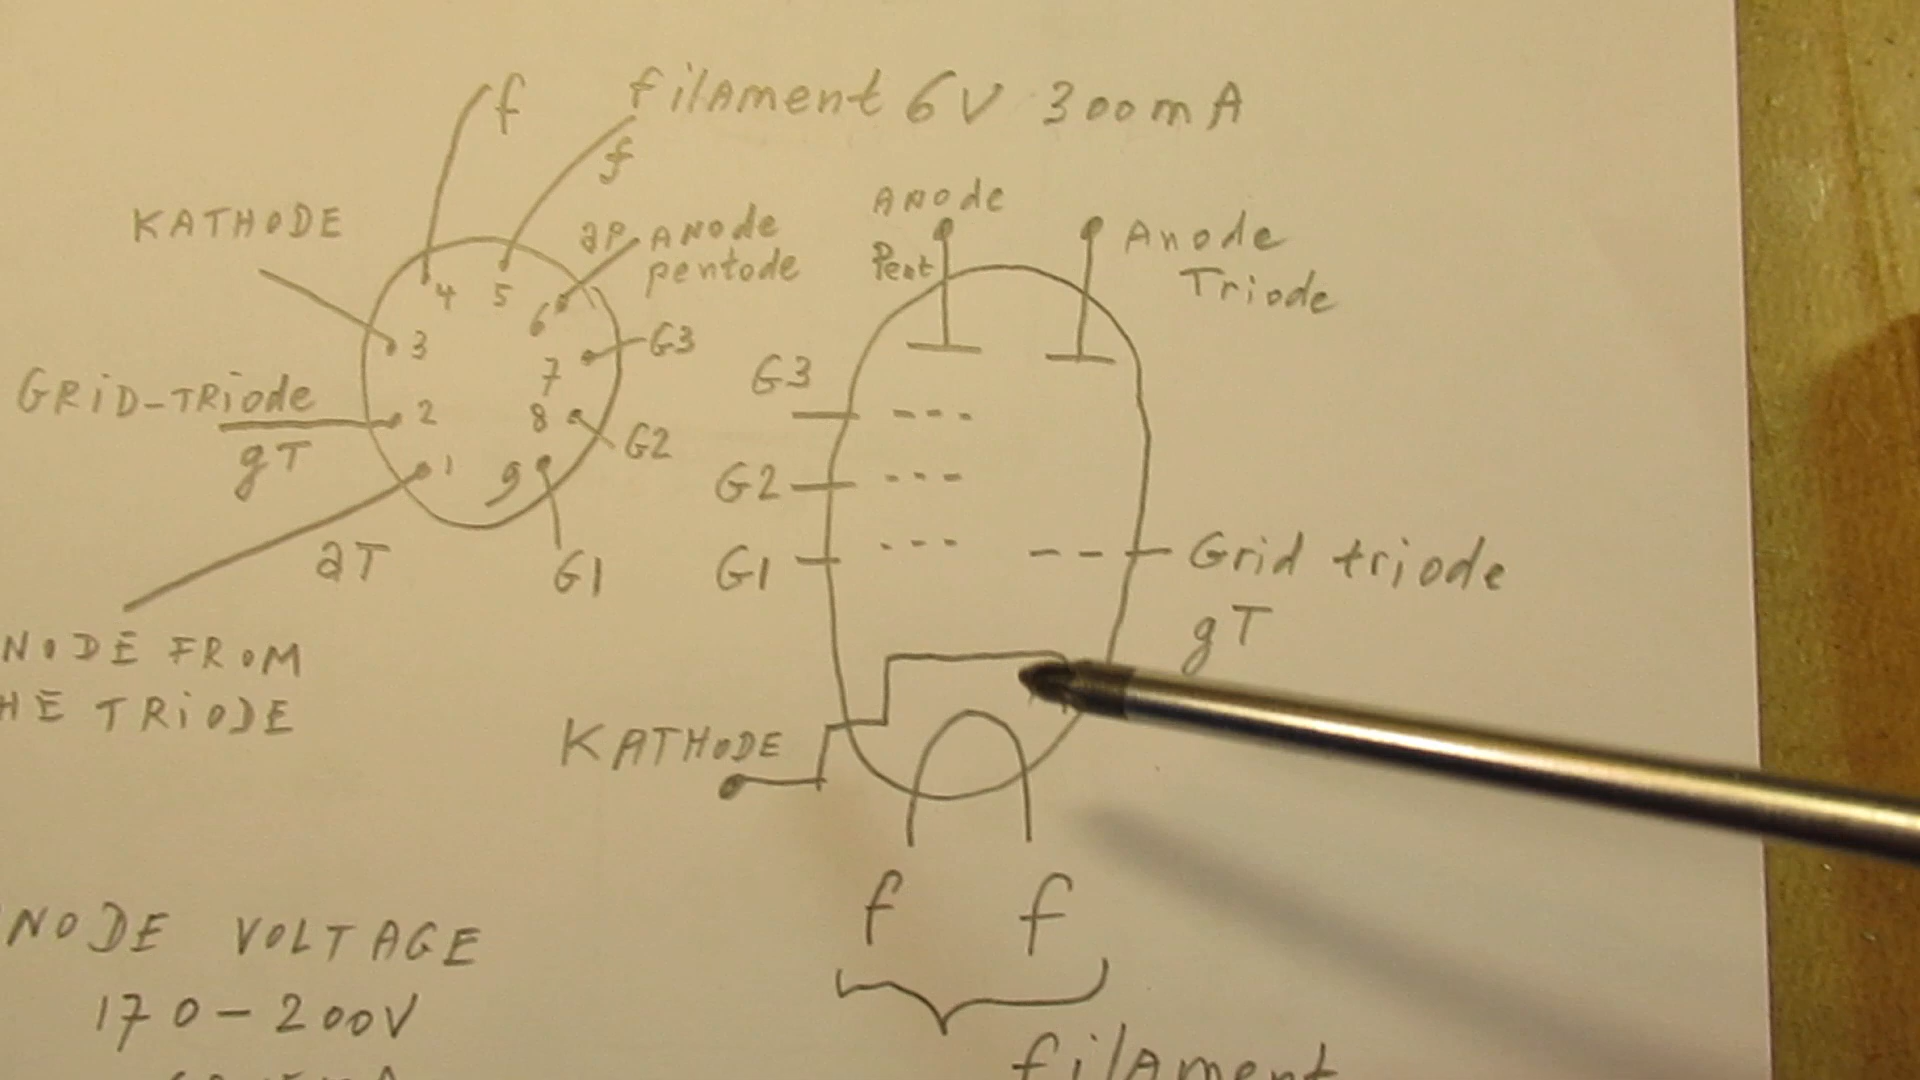 f
filament 6V 300mA
f
KATHODE
aP ANODE
pentode
4 5
6
3
7
G3
GRID-TRIODE
2
8
gT
G2
1
9
aT
G1
NODE FROM
HE TRIODE
ANODE
Pent
Anode
Triode
G3
G2
G1
Grid triode
gT
KATHODE
f f
filament
NODE VOLTAGE
170-200V